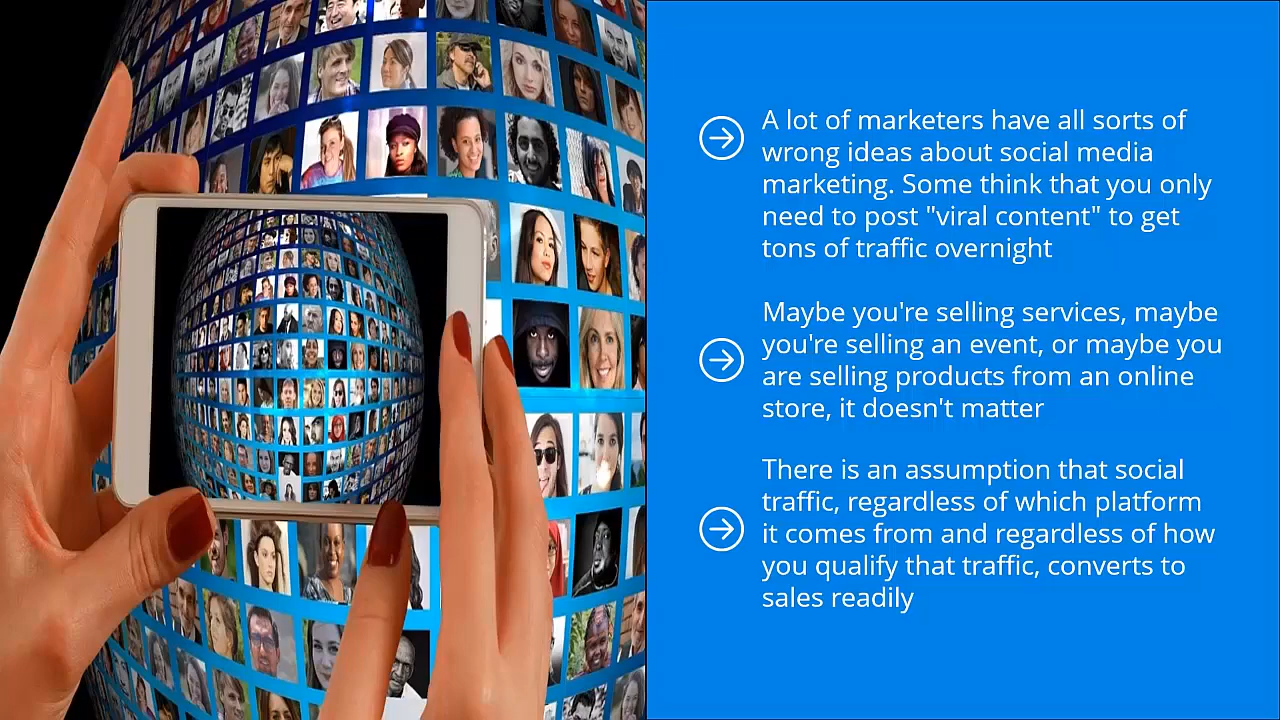 A lot of marketers have all sorts of
wrong ideas about social media
marketing. Some think that you only
need to post "viral content" to get
tons of traffic overnight
Maybe you're selling services, maybe
you're selling an event, or maybe you
are selling products from an online
store, it doesn't matter
There is an assumption that social
traffic, regardless of which platform
it comes from and regardless of how
you qualify that traffic, converts to
sales readily